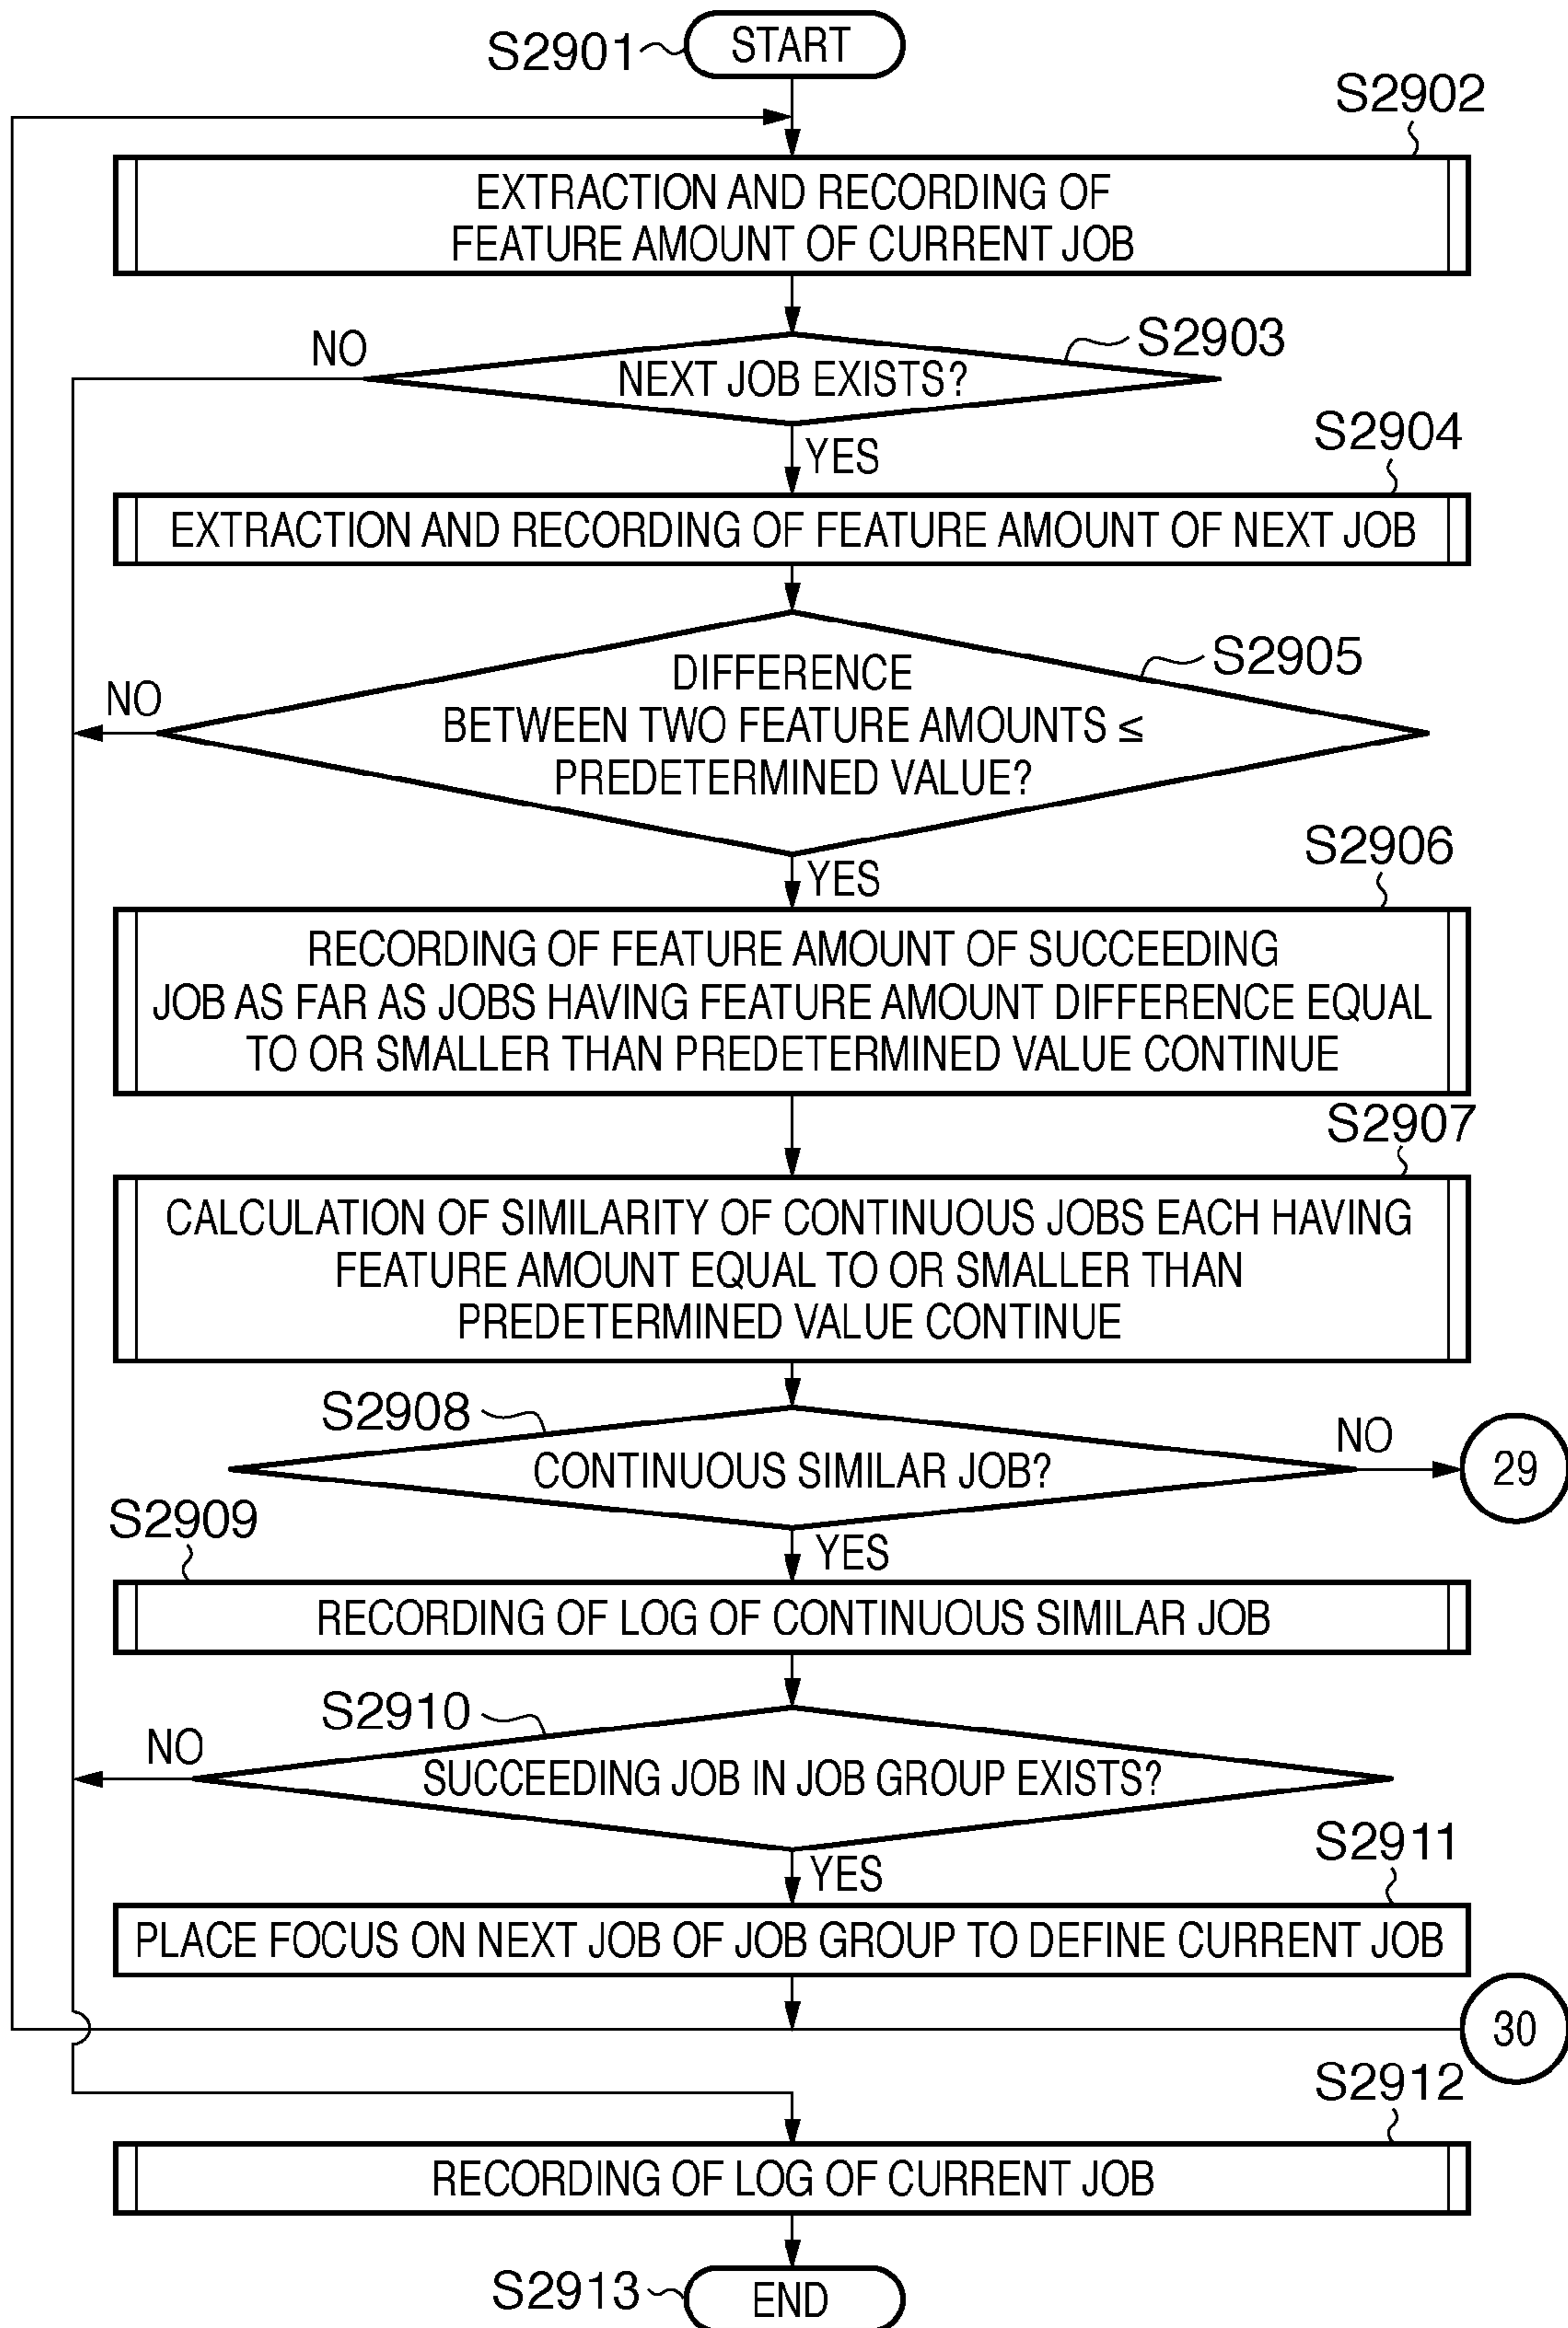 S2901
START
S2902
EXTRACTION AND RECORDING OF
FEATURE AMOUNT OF CURRENT JOB
NO
S2903
NEXT JOB EXISTS?
YES
S2904
EXTRACTION AND RECORDING OF FEATURE AMOUNT OF NEXT JOB
S2905
DIFFERENCE
BETWEEN TWO FEATURE AMOUNTS ≤
PREDETERMINED VALUE?
NO
YES
S2906
RECORDING OF FEATURE AMOUNT OF SUCCEEDING
JOB AS FAR AS JOBS HAVING FEATURE AMOUNT DIFFERENCE EQUAL
TO OR SMALLER THAN PREDETERMINED VALUE CONTINUE
S2907
CALCULATION OF SIMILARITY OF CONTINUOUS JOBS EACH HAVING
FEATURE AMOUNT EQUAL TO OR SMALLER THAN
PREDETERMINED VALUE CONTINUE
S2908
CONTINUOUS SIMILAR JOB?
NO
29
YES
S2909
RECORDING OF LOG OF CONTINUOUS SIMILAR JOB
S2910
NO
SUCCEEDING JOB IN JOB GROUP EXISTS?
YES
S2911
PLACE FOCUS ON NEXT JOB OF JOB GROUP TO DEFINE CURRENT JOB
30
S2912
RECORDING OF LOG OF CURRENT JOB
S2913
END